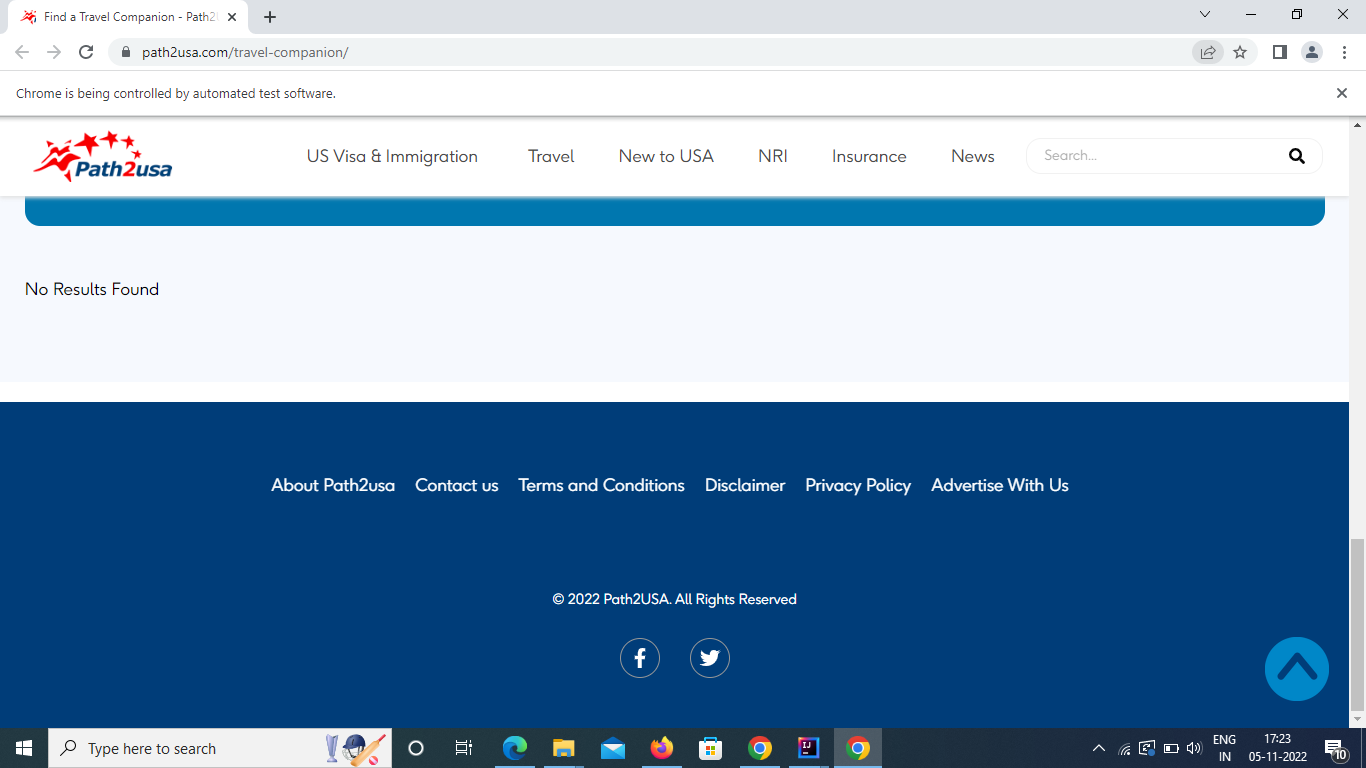 Find a Travel Companion - Path2U
path2usa.com/travel-companion/
Chrome is being controlled by automated test software.
Path2usa
US Visa & Immigration
Travel
New to USA
NRI
Insurance
News
Search...
No Results Found
About Path2usa
Contact us
Terms and Conditions
Disclaimer
Privacy Policy
Advertise With Us
© 2022 Path2USA. All Rights Reserved
Type here to search
IJ
ENG
IN
17:23
05-11-2022
10